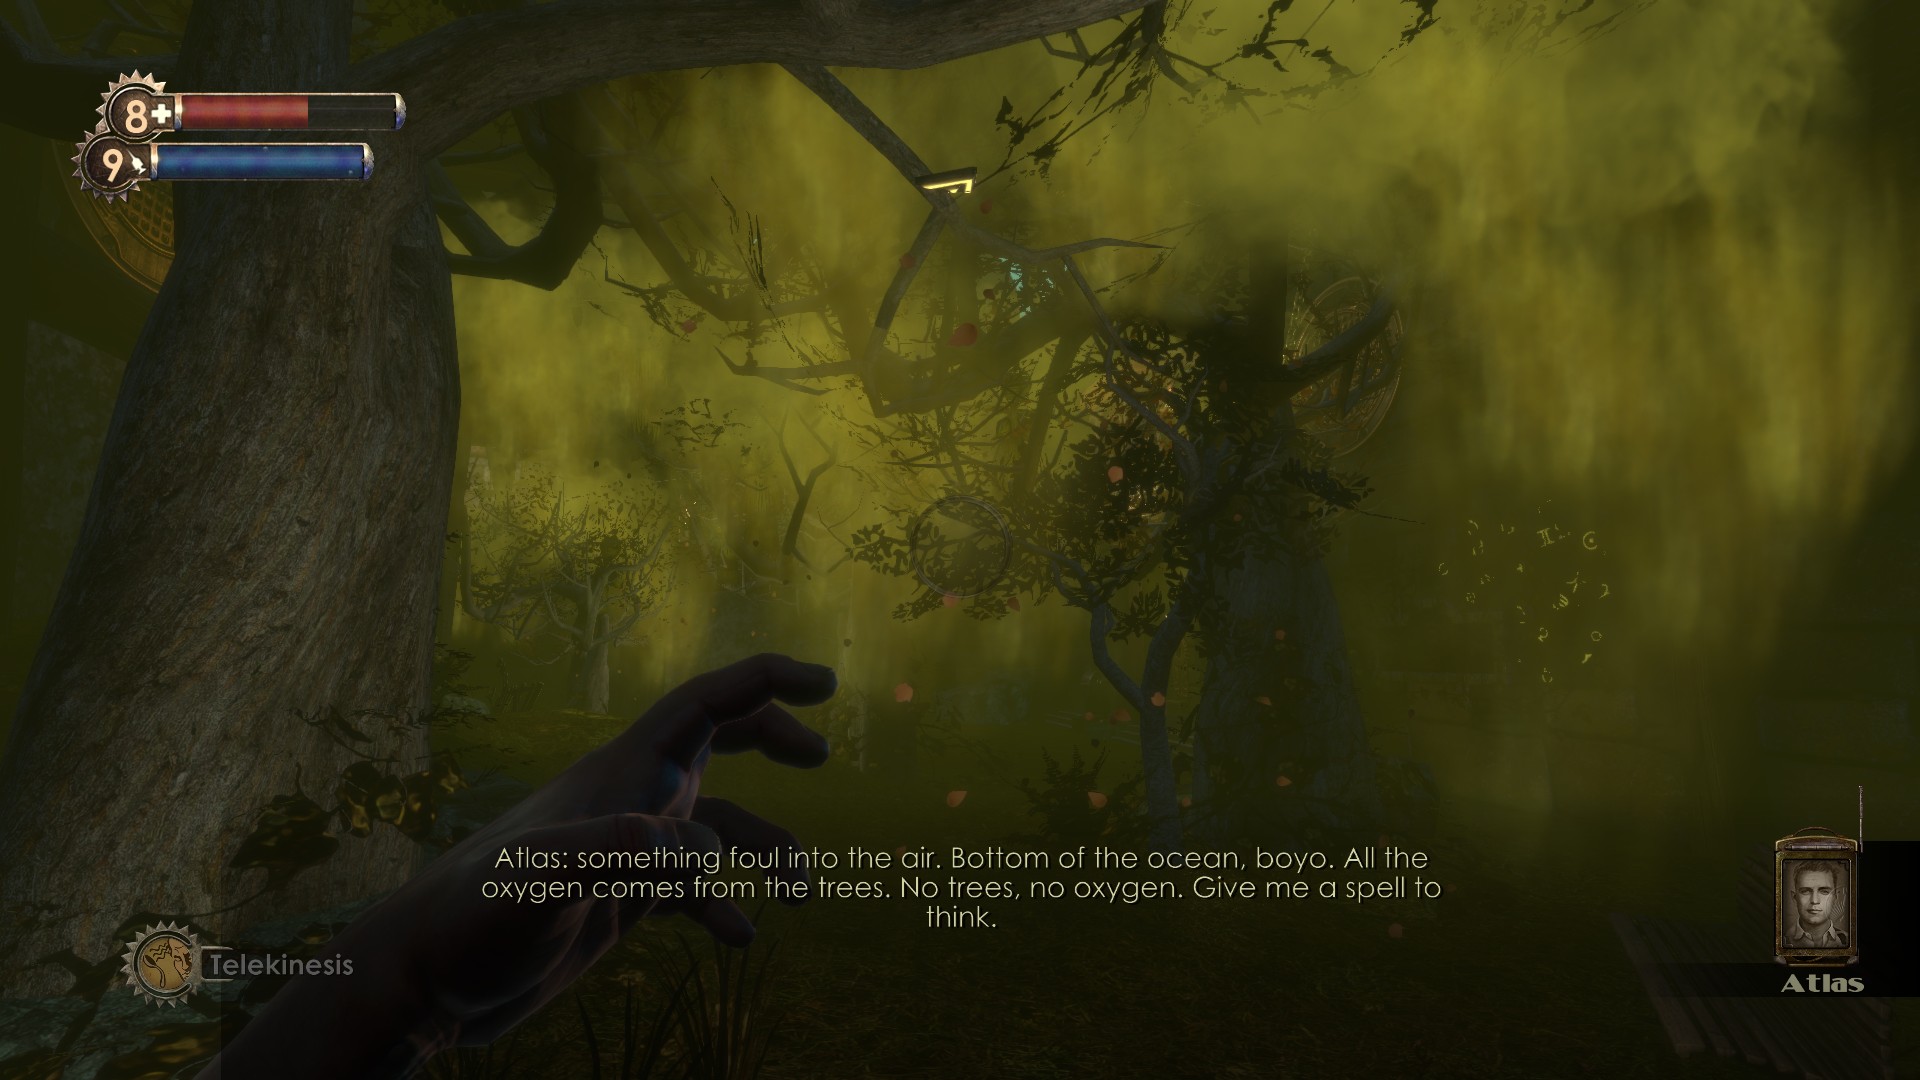 8
9
Atlas: something foul into the air. Bottom of the ocean, boyo. All the
oxygen comes from the trees. No trees, no oxygen. Give me a spell to
think.
Telekinesis
Atlas